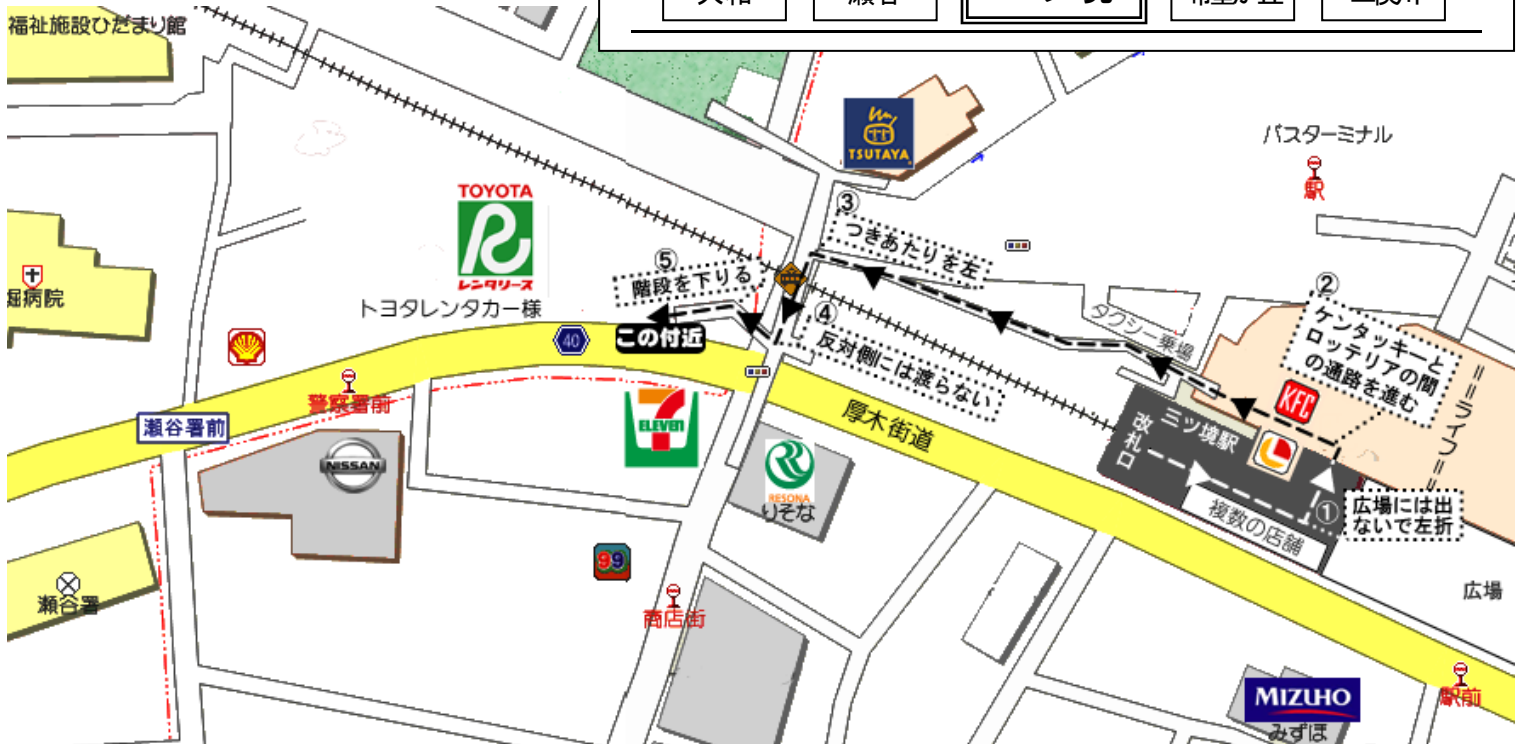 福祉施設ひだまり館
TSUTAYA
バスターミナル
駅
TOYOTA
R
レンタリース
トヨタレンタカー様
③
つきあたりを左
⑤
階段を下りる
②
ケンタッキーと
ロッテリアの間
の通路を進む
タクシー乗場
堀病院
40
この付近
④
反対側には渡らない
KFC
==ライフ==
警察署前
瀬谷署前
7
ELEVEN
厚木街道
三ツ境駅
改札口
NISSAN
R
RESONA
りそな
①
広場には出
ないで左折
複数の店舗
99
瀬谷署
商店街
広場
MIZUHO
みずほ
駅前